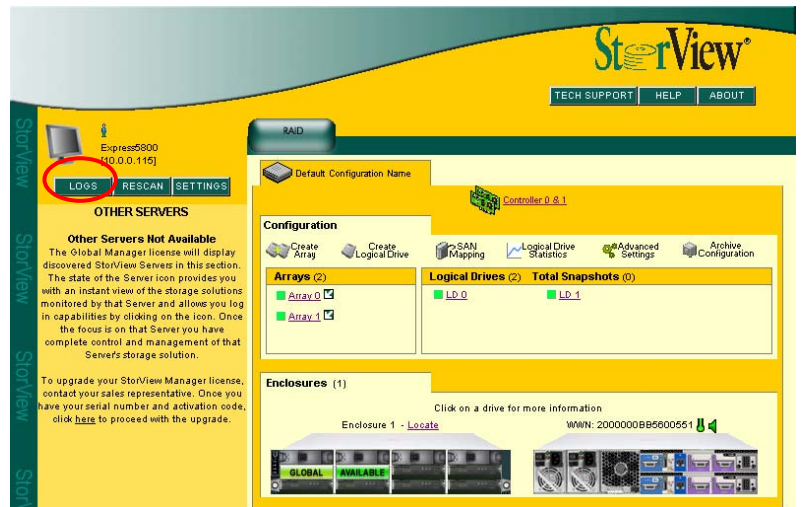 StorView®
TECH SUPPORT HELP ABOUT
StorView
StorView
StorView
Stor
Express5800
[10.0.0.115]
LOGS RESCAN SETTINGS
OTHER SERVERS
Other Servers Not Available
The Global Manager license will display
discovered StorView Servers in this section.
The state of the Server icon provides you
with an instant view of the storage solutions
monitored by that Server and allows you log
in capabilities by clicking on the icon. Once
the focus is on that Server you have
complete control and management of that
Server's storage solution.
To upgrade your StorView Manager license,
contact your sales representative. Once you
have your serial number and activation code,
click here to proceed with the upgrade.
RAID
Default Configuration Name
Controller 0 & 1
Configuration
Create Array
Create Logical Drive
SAN Mapping
Logical Drive Statistics
Advanced Settings
Archive Configuration
Arrays (2)
Array 0
Array 1
Logical Drives (2) Total Snapshots (0)
LD 0 LD 1
Enclosures (1)
Click on a drive for more information
Enclosure 1 - Locate
WWN: 2000000BB5600551
GLOBAL AVAILABLE